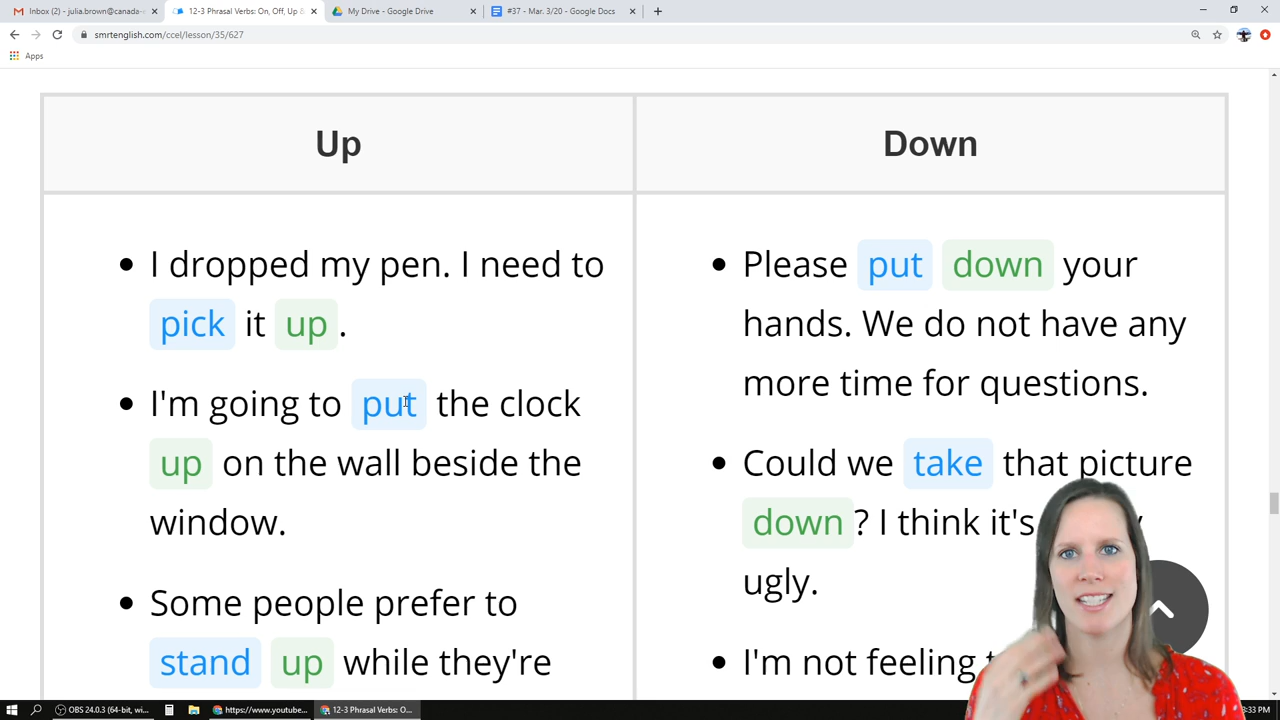 Inbox (2) - julia.brown@canada-
12-3 Phrasal Verbs: On, Off, Up &
My Drive - Google Drive
#37 - Mar. 3/20 - Google Docs
smrtenglish.com/ccel/lesson/35/627
Apps
Up
I dropped my pen. I need to
pick it up .
I'm going to put the clock
up on the wall beside the
window.
Some people prefer to
stand up while they're
Down
Please put down your
hands. We do not have any
more time for questions.
Could we take that picture
down ? I think it's
ugly.
I'm not feeling
OBS 24.0.3 (64-bit, wi...
https://www.youtube...
12-3 Phrasal Verbs: O...
:33 PM